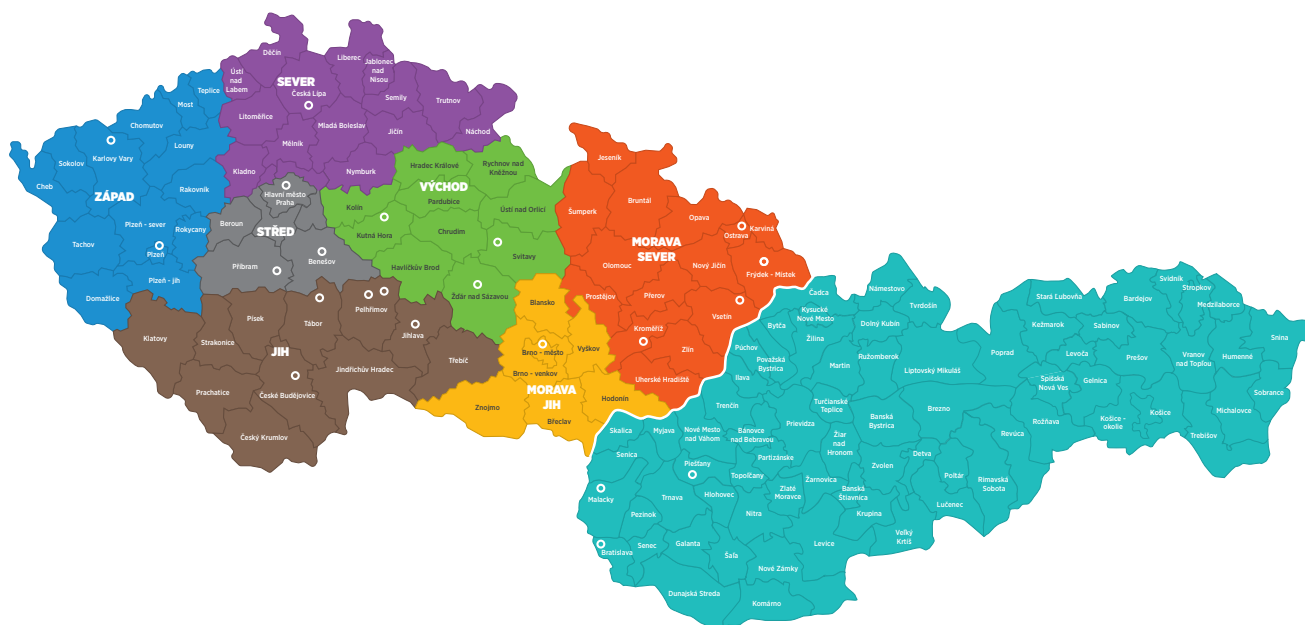 Děčín
Liberec
Jablonec
nad
Nisou
Ústí
nad
Labem
SEVER
Česká Lípa
Teplice
Most
Semily
Trutnov
Litoměřice
Chomutov
Mladá Boleslav
Jičín
Náchod
Louny
Mělník
Karlovy Vary
Sokolov
Kladno
Nymburk
Cheb
Rakovník
ZÁPAD
Hlavní město
Praha
Plzeň - sever
Rokycany
Plzeň
Tachov
Plzeň - jih
Domažlice
Beroun
STŘED
Příbram
Benešov
Hradec Králové
Rychnov nad
Kněžnou
VÝCHOD
Pardubice
Kolín
Ústí nad Orlicí
Kutná Hora
Chrudim
Svitavy
Havlíčkův Brod
Žďár nad Sázavou
Klatovy
Písek
Tábor
Pelhřimov
Jihlava
Strakonice
JIH
Třebíč
Jindřichův Hradec
Prachatice
České Budějovice
Český Krumlov
Blansko
Brno - město
Vyškov
Brno - venkov
MORAVA
JIH
Hodonín
Znojmo
Břeclav
Jeseník
Bruntál
Šumperk
Opava
Karviná
Ostrava
MORAVA
SEVER
Olomouc
Nový Jičín
Frýdek - Místek
Prostějov
Přerov
Vsetín
Kroměříž
Zlín
Uherské Hradiště
Čadca
Námestovo
Tvrdošín
Kysucké
Nové Mesto
Bytča
Dolný Kubín
Žilina
Púchov
Považská
Bystrica
Martin
Ružomberok
Liptovský Mikuláš
Ilava
Poprad
Stará Ľubovňa
Kežmarok
Sabinov
Bardejov
Svidník
Stropkov
Medzilaborce
Snina
Levoča
Prešov
Vranov
nad Topľou
Humenné
Spišská
Nová Ves
Gelnica
Sobrance
Michalovce
Košice -
okolie
Košice
Trebišov
Rožňava
Revúca
Trenčín
Turčianske
Teplice
Banská
Bystrica
Brezno
Skalica
Myjava
Nové Mesto
nad Váhom
Bánovce
nad Bebravou
Prievidza
Žiar
nad
Hronom
Senica
Piešťany
Partizánske
Topoľčany
Zvolen
Detva
Poltár
Rimavská
Sobota
Malacky
Trnava
Hlohovec
Zlaté
Moravce
Žarnovica
Banská
Štiavnica
Lučenec
Pezinok
Nitra
Krupina
Veľký
Krtíš
Bratislava
Senec
Galanta
Šaľa
Levice
Nové Zámky
Dunajská Streda
Komárno